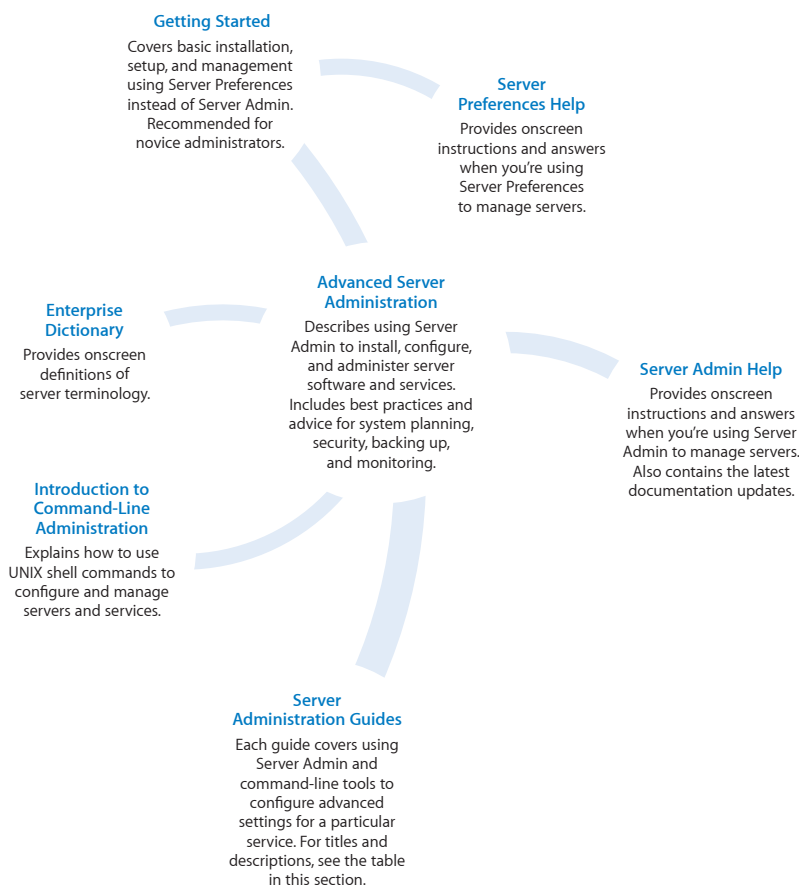 Getting Started
Covers basic installation,
setup, and management
using Server Preferences
instead of Server Admin.
Recommended for
novice administrators.
Server
Preferences Help
Provides onscreen
instructions and answers
when you're using
Server Preferences
to manage servers.
Advanced Server
Administration
Describes using Server
Admin to install, configure,
and administer server
software and services.
Includes best practices and
advice for system planning,
security, backing up,
and monitoring.
Enterprise
Dictionary
Provides onscreen
definitions of
server terminology.
Server Admin Help
Provides onscreen
instructions and answers
when you're using Server
Admin to manage servers.
Also contains the latest
documentation updates.
Introduction to
Command-Line
Administration
Explains how to use
UNIX shell commands to
configure and manage
servers and services.
Server
Administration Guides
Each guide covers using
Server Admin and
command-line tools to
configure advanced
settings for a particular
service. For titles and
descriptions, see the table
in this section.